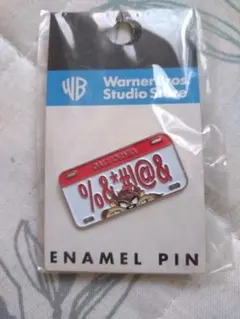 WB
Warner Bros.
Studio Store
CALIFORNIA
%&*#!@&
ENAMEL PIN